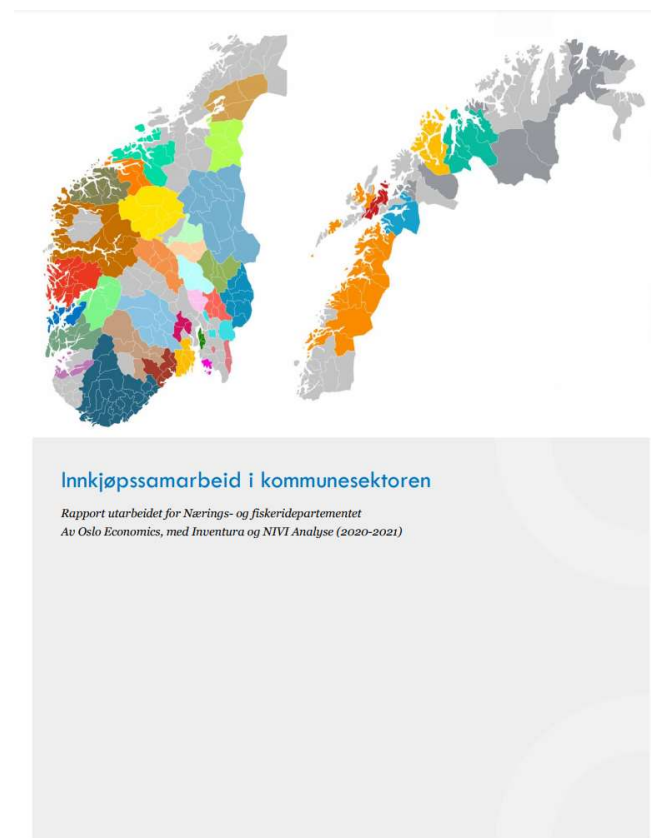 Innkjøpssamarbeid i kommunesektoren
Rapport utarbeidet for Nærings- og fiskeridepartementet
Av Oslo Economics, med Inventura og NIVI Analyse (2020-2021)